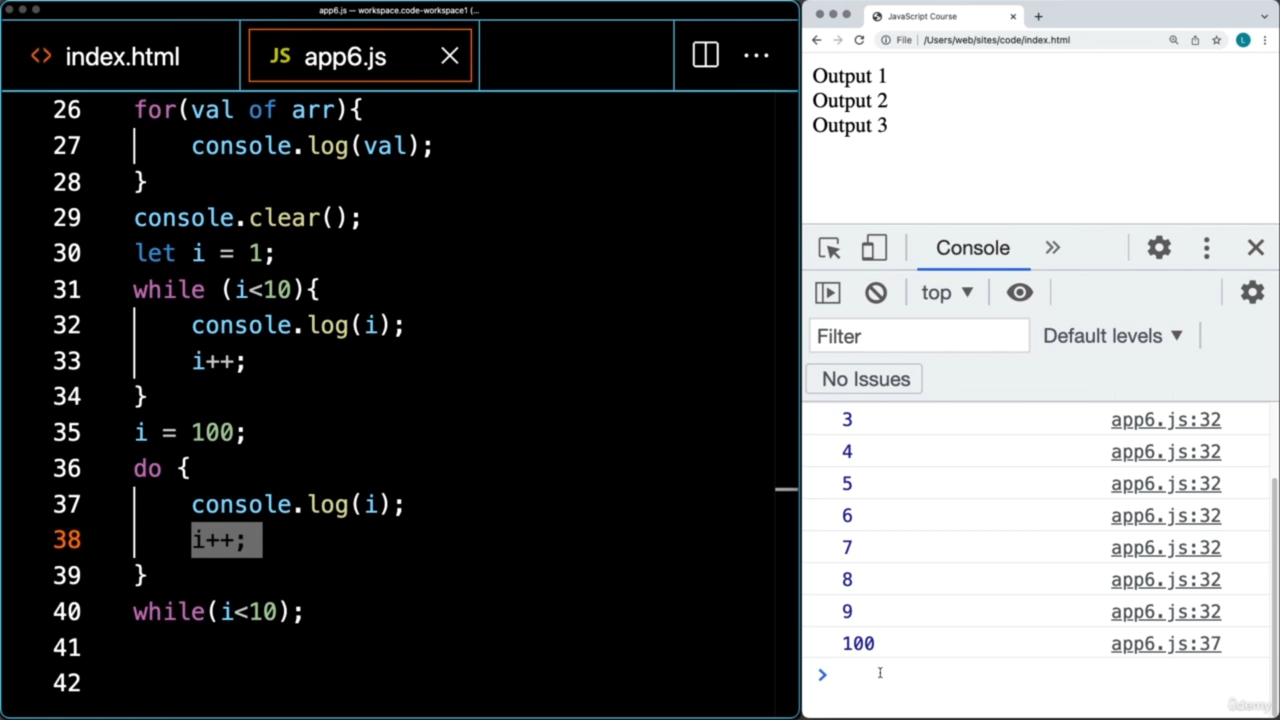 app6.js — workspace.code-workspace1 (...
<> index.html
JS app6.js
26 for(val of arr){
27 console.log(val);
28 }
29 console.clear();
30 let i = 1;
31 while (i<10){
32 console.log(i);
33 i++;
34 }
35 i = 100;
36 do {
37 console.log(i);
38 i++;
39 }
40 while(i<10);
41
42
JavaScript Course
File /Users/web/sites/code/index.html
L
Output 1
Output 2
Output 3
Console
top
Filter
Default levels
No Issues
3 app6.js:32
4 app6.js:32
5 app6.js:32
6 app6.js:32
7 app6.js:32
8 app6.js:32
9 app6.js:32
100 app6.js:37
Udemy